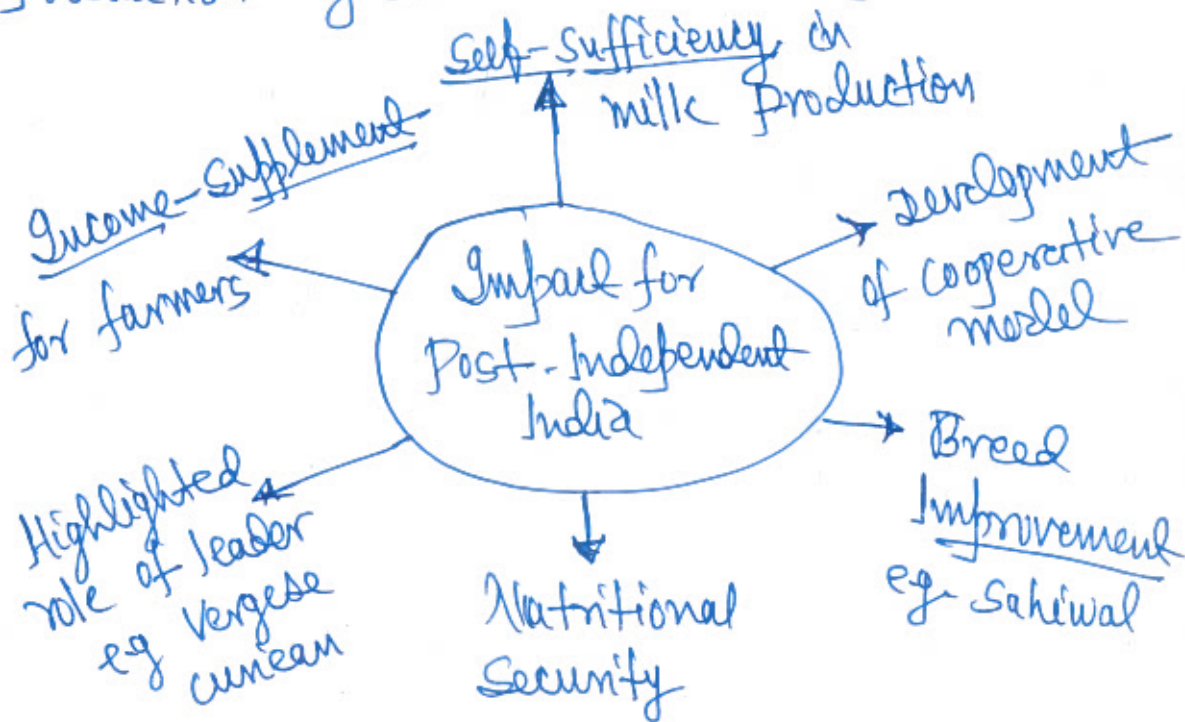 Self-Sufficiency in
milk Production
Income-Supplement
for farmers
Development
of cooperative
model
Impact for
Post-Independent
India
Breed
Improvement
eg. Sahiwal
Highlighted
role of leader
eg Vergese
curiean
Nutritional
Security